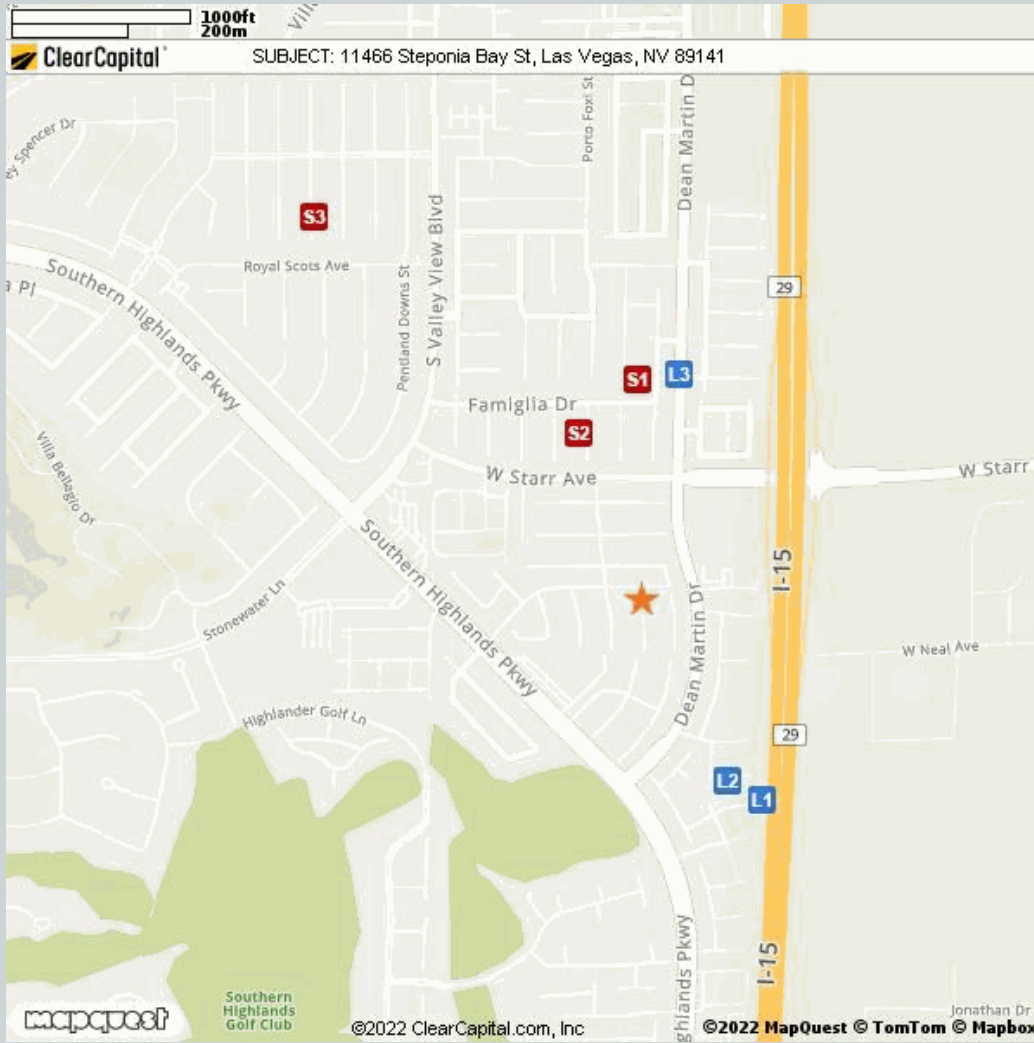 1000ft
200m
ClearCapital
SUBJECT: 11466 Steponia Bay St, Las Vegas, NV 89141
ey Spencer Dr
Porto Foxi St
Dean Martin D
S3
S Valley View Blvd
Royal Scots Ave
Southern Highlands Pkwy
a Pl
Pentland Downs St
29
S1
L3
Famiglia Dr
S2
Villa Bellagio Dr
W Starr Ave
W Starr
Southern Highlands Pkwy
I-15
Stonewater Ln
Dean Martin Dr
W Neal Ave
Highlander Golf Ln
29
L2
L1
ghlands Pkwy
I-15
Southern
Highlands
Golf Club
Jonathan Dr
mapquest
©2022 ClearCapital.com, Inc
©2022 MapQuest © TomTom © Mapbox